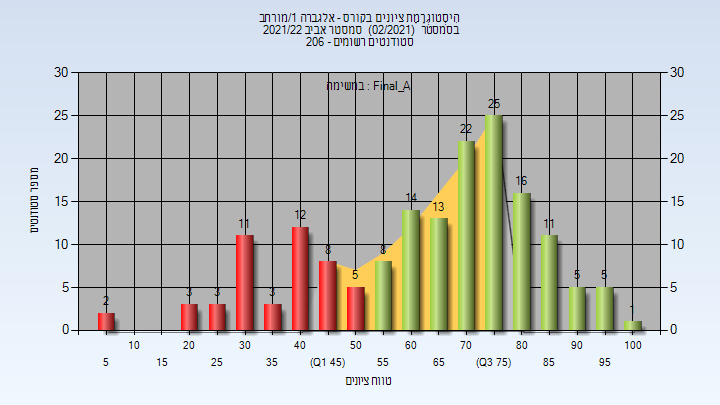 היסטוגרמת ציונים בקורס - אלגברה 1/מורחב
בסמסטר (02/2021) סמסטר אביב 2021/22
סטודנטים רשומים - 206
במשימה : Final_A
מספר סטודנטים
30 30
25 25
20 20
15 15
10 10
5 5
0 0
2 3 3 11 3 12 8 5 8 14 13 22 25 16 11 5 5 1
10 20 30 40 50 60 70 80 90 100
5 15 25 35 (Q1 45) 55 65 (Q3 75) 85 95
טווח ציונים